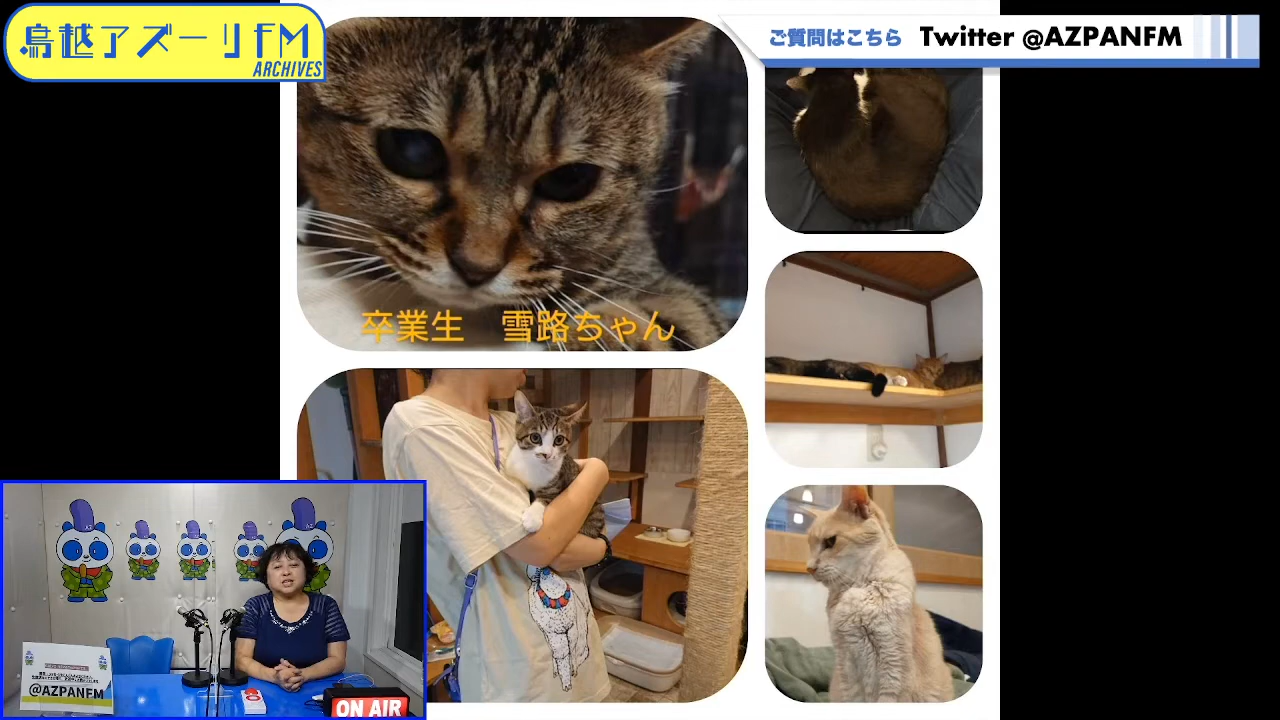 鳥越アズーリFM
ARCHIVES
ご質問はこちら Twitter @AZPANFM
卒業生 雪路ちゃん
@AZPANFM
ON AIR